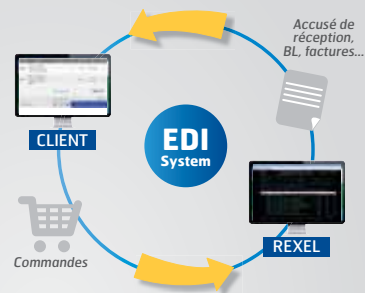 Accusé de
réception,
BL, factures...
CLIENT
EDI
System
REXEL
Commandes